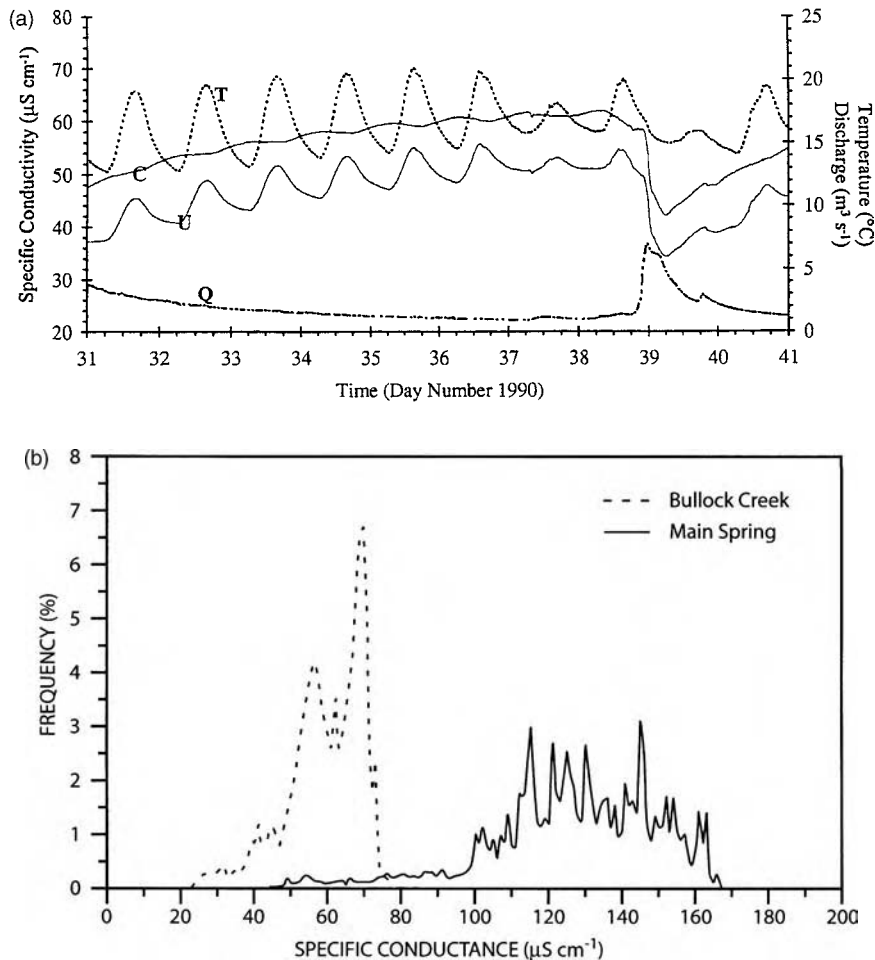 (a)
80
70
60
50
40
30
20
Specific Conductivity (µS cm⁻¹)
25
20
15
10
5
0
Temperature (°C)
Discharge (m³ s⁻¹)
T
C
U
Q
31 32 33 34 35 36 37 38 39 40 41
Time (Day Number 1990)
(b)
8
7
6
5
4
3
2
1
0
FREQUENCY (%)
Bullock Creek
Main Spring
0 20 40 60 80 100 120 140 160 180 200
SPECIFIC CONDUCTANCE (µS cm⁻¹)